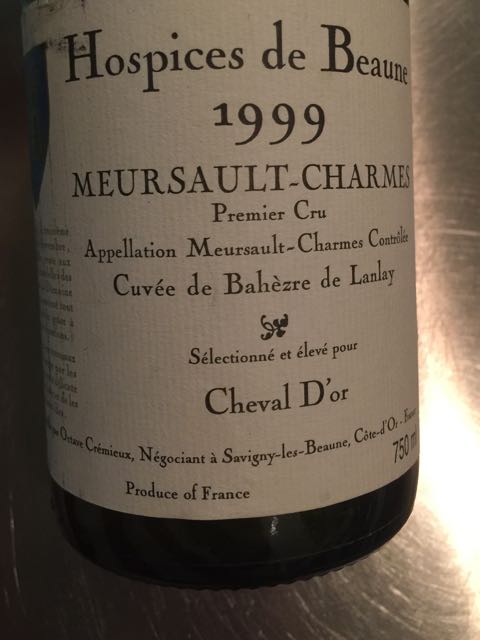 Hospices de Beaune
1999
MEURSAULT-CHARMES
Premier Cru
Appellation Meursault-Charmes Contrôlée
Cuvée de Bahèzre de Lanlay
Sélectionné et élevé pour
Cheval D'or
par Octave Crémieux, Négociant à Savigny-les-Beaune, Côte-d'Or - France
750 ml
Produce of France